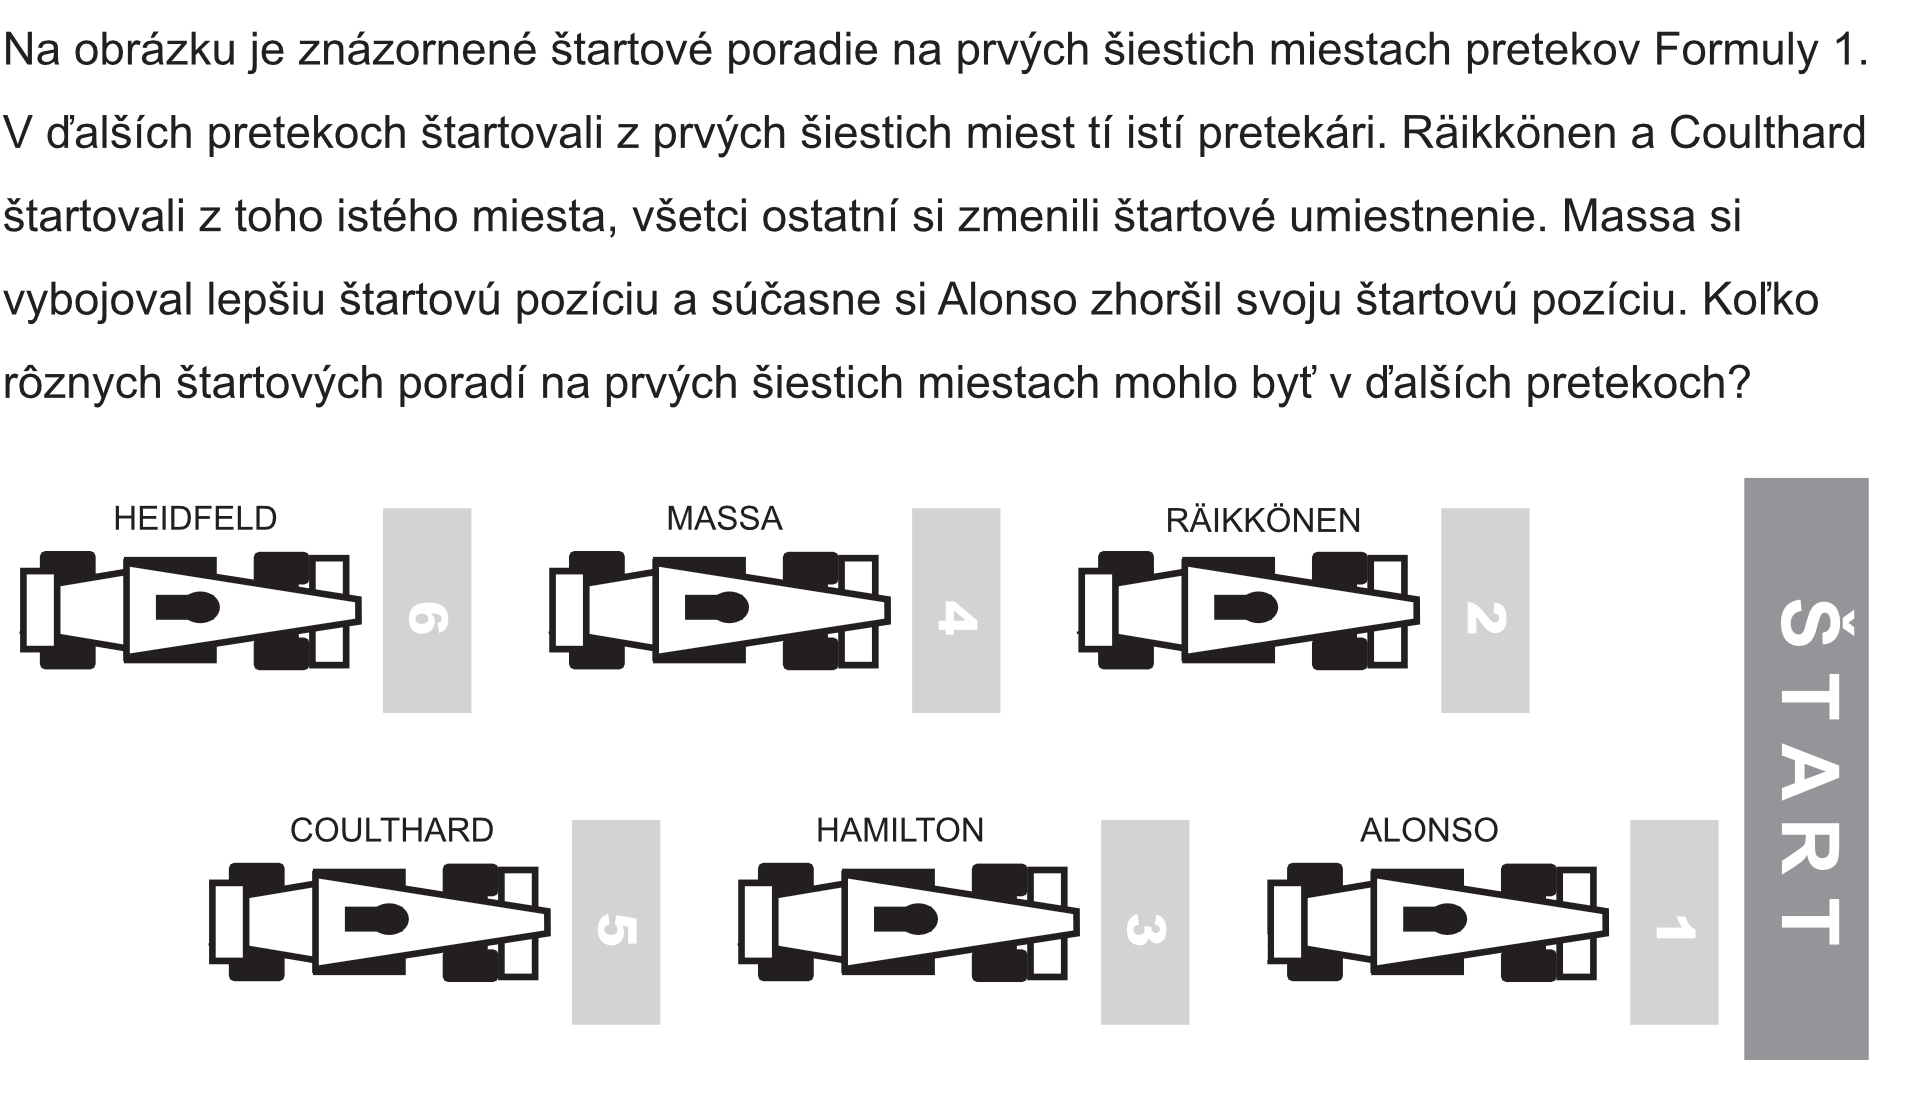 Na obrázku je znázornené štartové poradie na prvých šiestich miestach pretekov Formuly 1.
V ďalších pretekoch štartovali z prvých šiestich miest tí istí pretekári. Räikkönen a Coulthard
štartovali z toho istého miesta, všetci ostatní si zmenili štartové umiestnenie. Massa si
vybojoval lepšiu štartovú pozíciu a súčasne si Alonso zhoršil svoju štartovú pozíciu. Koľko
rôznych štartových poradí na prvých šiestich miestach mohlo byť v ďalších pretekoch?
HEIDFELD
6
MASSA
4
RÄIKKÖNEN
2
COULTHARD
5
HAMILTON
3
ALONSO
1
ŠTART